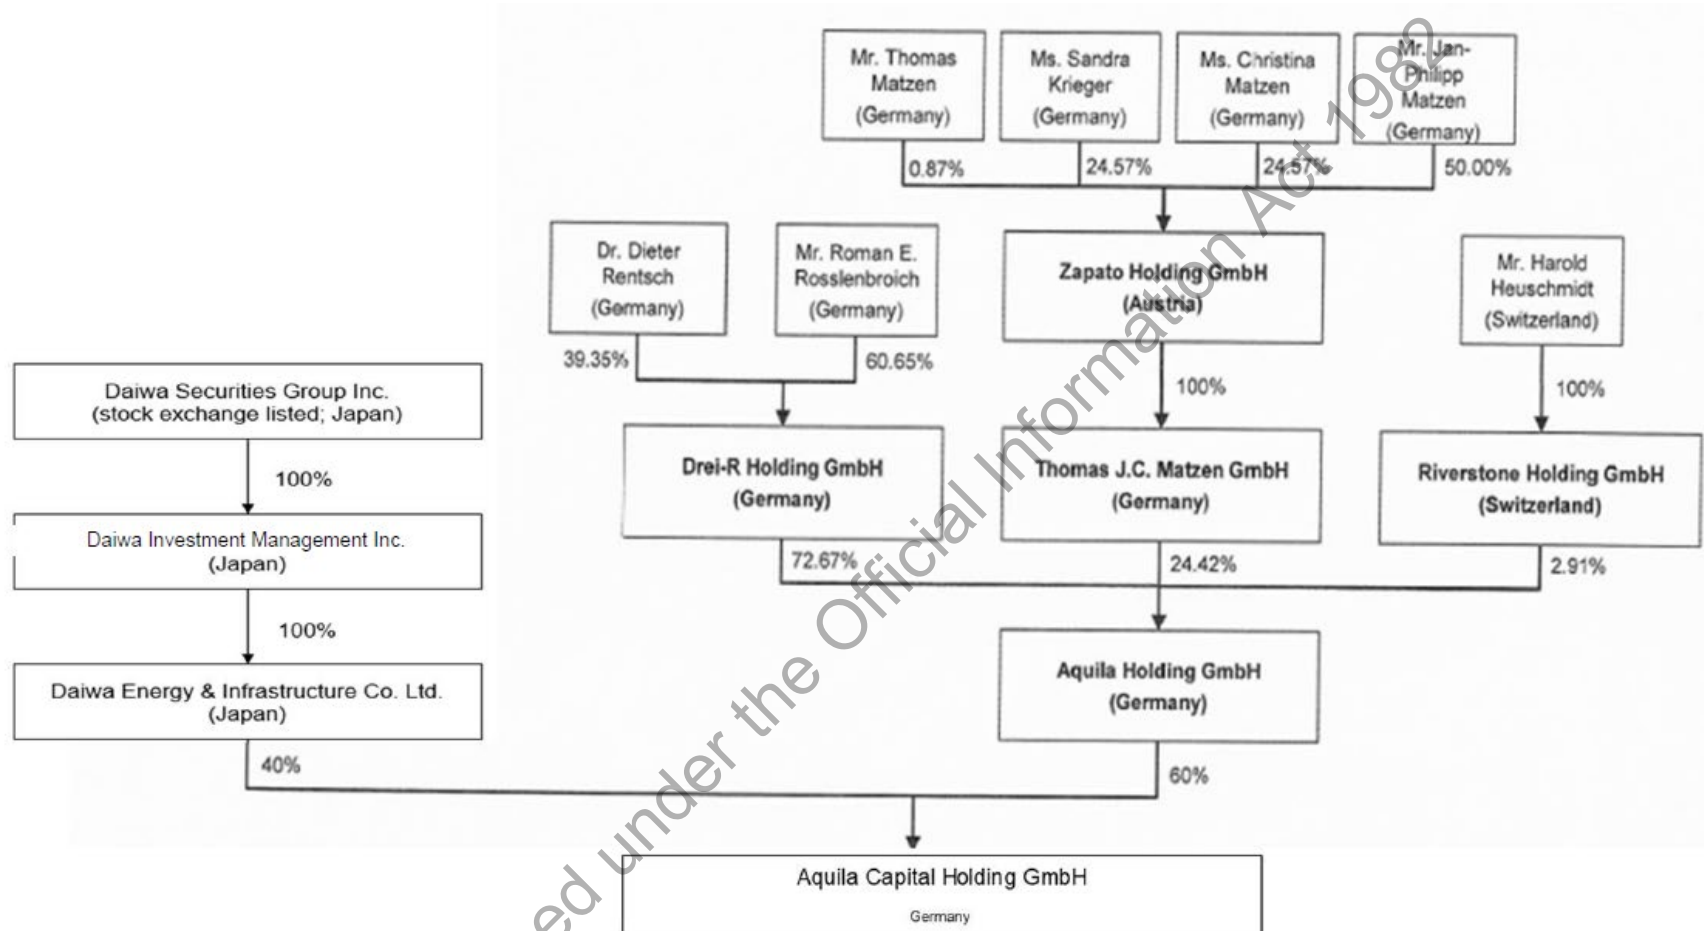 Mr. Thomas
Matzen
(Germany)
Ms. Sandra
Krieger
(Germany)
Ms. Christina
Matzen
(Germany)
Mr. Jan-
Philipp
Matzen
(Germany)
0.87%
24.57%
24.57%
50.00%
Dr. Dieter
Rentsch
(Germany)
Mr. Roman E.
Rosslenbroich
(Germany)
Zapato Holding GmbH
(Austria)
Mr. Harold
Heuschmidt
(Switzerland)
39.35%
60.65%
100%
100%
Daiwa Securities Group Inc.
(stock exchange listed; Japan)
100%
Drei-R Holding GmbH
(Germany)
Thomas J.C. Matzen GmbH
(Germany)
Riverstone Holding GmbH
(Switzerland)
Daiwa Investment Management Inc.
(Japan)
72.67%
24.42%
2.91%
100%
Daiwa Energy & Infrastructure Co. Ltd.
(Japan)
Aquila Holding GmbH
(Germany)
40%
60%
Aquila Capital Holding GmbH
Germany
ed under the Official Information Act 1982